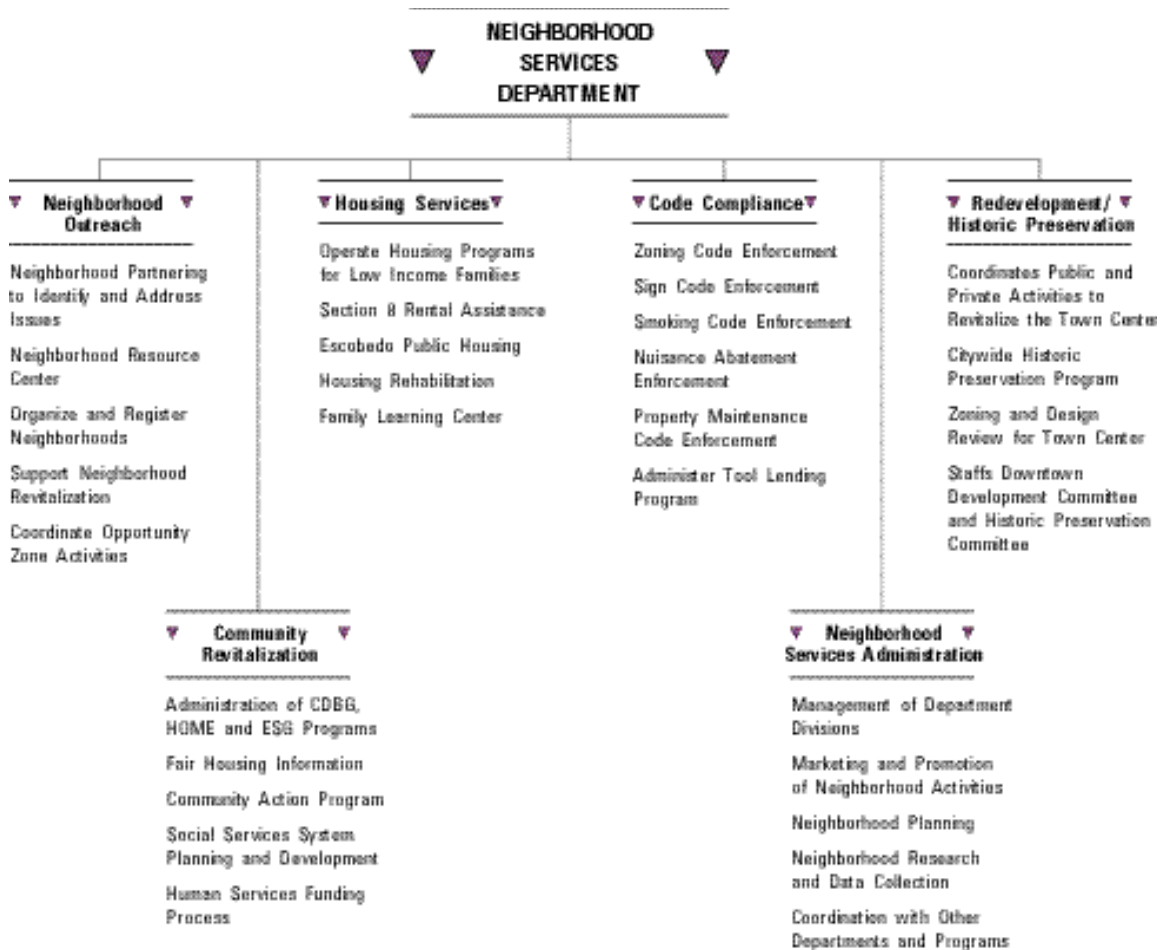 NEIGHBORHOOD
SERVICES
DEPARTMENT
Neighborhood
Outreach
Neighborhood Partnering
to Identify and Address
Issues
Neighborhood Resource
Center
Organize and Register
Neighborhoods
Support Neighborhood
Revitalization
Coordinate Opportunity
Zone Activities
Housing Services
Operate Housing Programs
for Low Income Families
Section 8 Rental Assistance
Escobedo Public Housing
Housing Rehabilitation
Family Learning Center
Code Compliance
Zoning Code Enforcement
Sign Code Enforcement
Smoking Code Enforcement
Nuisance Abatement
Enforcement
Property Maintenance
Code Enforcement
Administer Tool Lending
Program
Redevelopment/
Historic Preservation
Coordinates Public and
Private Activities to
Revitalize the Town Center
Citywide Historic
Preservation Program
Zoning and Design
Review for Town Center
Staffs Downtown
Development Committee
and Historic Preservation
Committee
Community
Revitalization
Administration of CDBG,
HOME and ESG Programs
Fair Housing Information
Community Action Program
Social Services System
Planning and Development
Human Services Funding
Process
Neighborhood
Services Administration
Management of Department
Divisions
Marketing and Promotion
of Neighborhood Activities
Neighborhood Planning
Neighborhood Research
and Data Collection
Coordination with Other
Departments and Programs